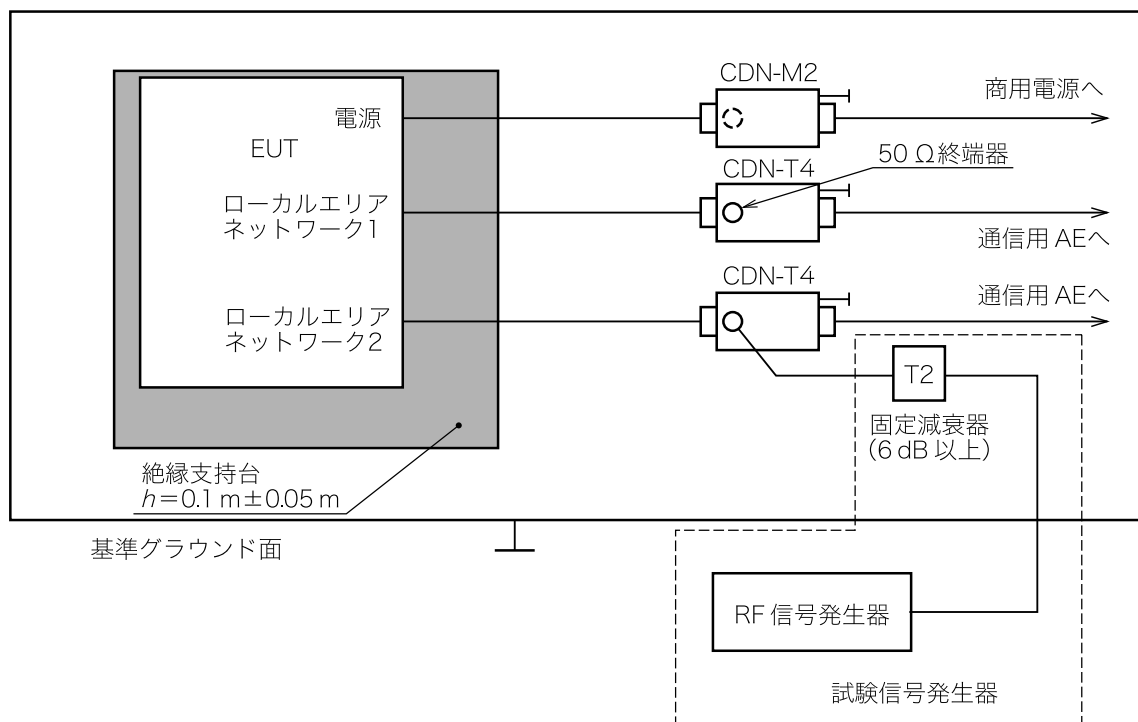 CDN-M2
商用電源へ
電源
EUT
50 Ω終端器
CDN-T4
ローカルエリア
ネットワーク1
通信用 AEへ
CDN-T4
通信用 AEへ
ローカルエリア
ネットワーク2
T2
固定減衰器
(6 dB 以上)
絶縁支持台
h=0.1 m±0.05 m
基準グラウンド面
RF 信号発生器
試験信号発生器